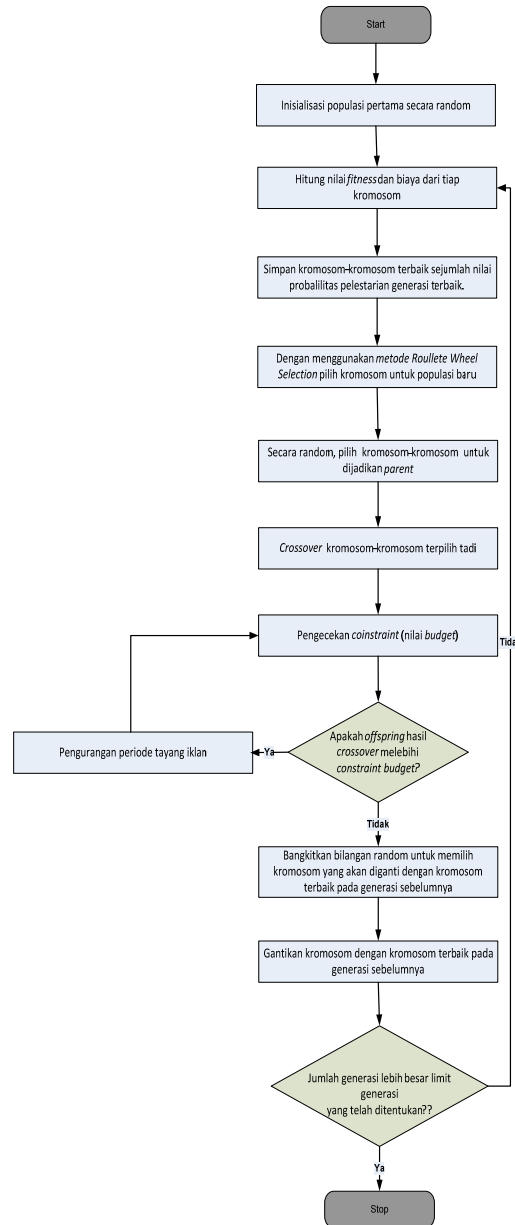 Start
Inisialisasi populasi pertama secara random
Hitung nilai fitness dan biaya dari tiap
kromosom
Simpan kromosom-kromosom terbaik sejumlah nilai
probalilitas pelestarian generasi terbaik.
Dengan menggunakan metode Roullete Wheel
Selection pilih kromosom untuk populasi baru
Secara random, pilih kromosom-kromosom untuk
dijadikan parent
Crossover kromosom-kromosom terpilih tadi
Pengecekan cointraint (nilai budget)
Tida
Apakah offspring hasil
crossover melebihi
constraint budget?
Ya
Pengurangan periode tayang iklan
Tidak
Bangkitkan bilangan random untuk memilih
kromosom yang akan diganti dengan kromosom
terbaik pada generasi sebelumnya
Gantikan kromosom dengan kromosom terbaik pada
generasi sebelumnya
Jumlah generasi lebih besar limit
generasi
yang telah ditentukan??
Ya
Stop